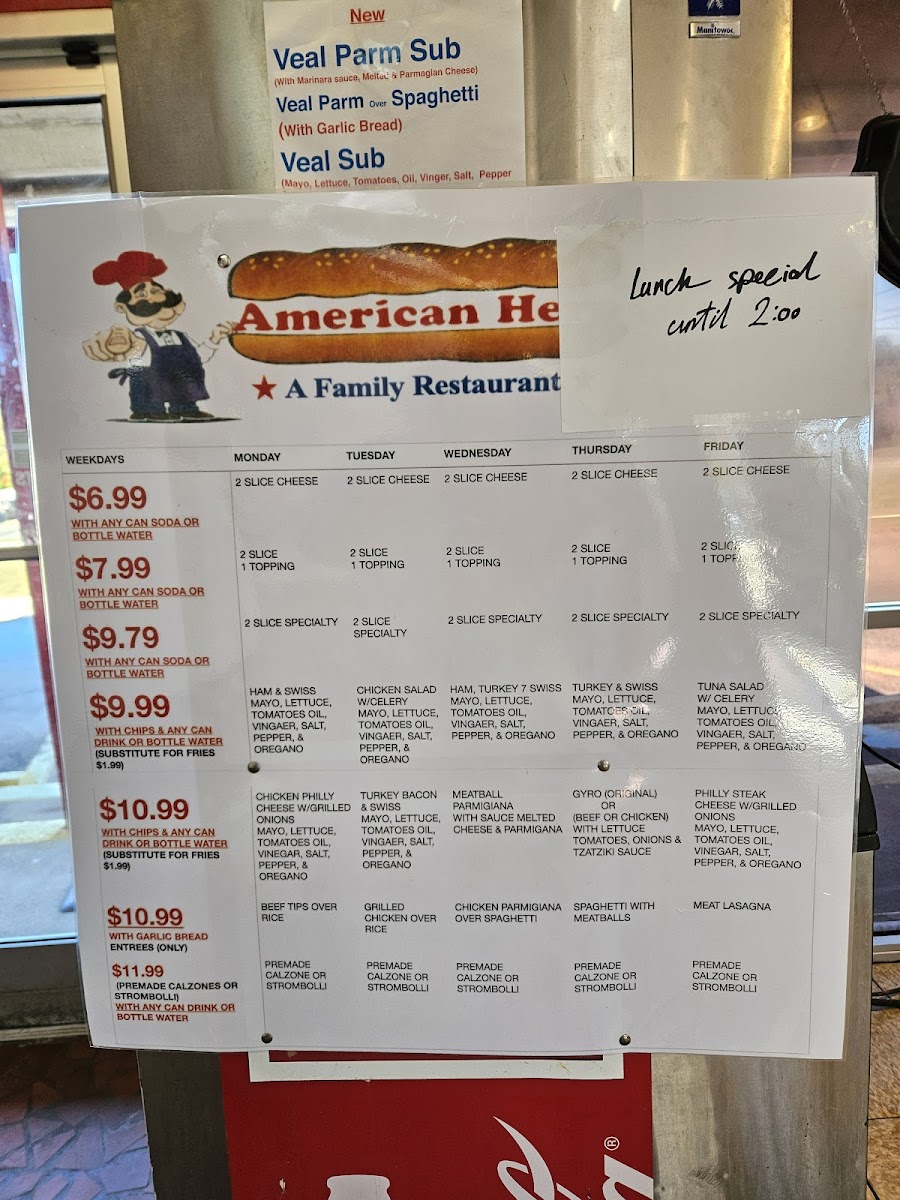 New
Veal Parm Sub
(With Marinara sauce, Melted & Parmagian Cheese)
Veal Parm Over Spaghetti
(With Garlic Bread)
Veal Sub
(Mayo, Lettuce, Tomatoes, Oil, Vinger, Salt, Pepper
Manitowoc
American He
★ A Family Restaurant
Lunch special
until 2:00
WEEKDAYS MONDAY TUESDAY WEDNESDAY THURSDAY FRIDAY
$6.99
WITH ANY CAN SODA OR
BOTTLE WATER
2 SLICE CHEESE
2 SLICE CHEESE
2 SLICE CHEESE
2 SLICE CHEESE
2 SLICE CHEESE
$7.99
WITH ANY CAN SODA OR
BOTTLE WATER
2 SLICE
1 TOPPING
2 SLICE
1 TOPPING
2 SLICE
1 TOPPING
2 SLICE
1 TOPPING
2 SLICE
1 TOPP
$9.79
WITH ANY CAN SODA OR
BOTTLE WATER
2 SLICE SPECIALTY
2 SLICE
SPECIALTY
2 SLICE SPECIALTY
2 SLICE SPECIALTY
2 SLICE SPECIALTY
$9.99
WITH CHIPS & ANY CAN
DRINK OR BOTTLE WATER
(SUBSTITUTE FOR FRIES
$1.99)
HAM & SWISS
MAYO, LETTUCE,
TOMATOES OIL,
VINGAER, SALT,
PEPPER, &
OREGANO
CHICKEN SALAD
W/CELERY
MAYO, LETTUCE,
TOMATOES OIL,
VINGAER, SALT,
PEPPER, &
OREGANO
HAM, TURKEY 7 SWISS
MAYO, LETTUCE,
TOMATOES OIL,
VINGAER, SALT,
PEPPER, & OREGANO
TURKEY & SWISS
MAYO, LETTUCE,
TOMATOES OIL,
VINGAER, SALT,
PEPPER, & OREGANO
TUNA SALAD
W/ CELERY
MAYO, LETTUCE,
TOMATOES OIL,
VINGAER, SALT,
PEPPER, & OREGANO
$10.99
WITH CHIPS & ANY CAN
DRINK OR BOTTLE WATER
(SUBSTITUTE FOR FRIES
$1.99)
CHICKEN PHILLY
CHEESE W/GRILLED
ONIONS
MAYO, LETTUCE,
TOMATOES OIL,
VINEGAR, SALT,
PEPPER, &
OREGANO
TURKEY BACON
& SWISS
MAYO, LETTUCE,
TOMATOES OIL,
VINGAER, SALT,
PEPPER, &
OREGANO
MEATBALL
PARMIGIANA
WITH SAUCE MELTED
CHEESE & PARMIGANA
GYRO (ORIGINAL)
OR
(BEEF OR CHICKEN)
WITH LETTUCE
TOMATOES, ONIONS &
TZATZIKI SAUCE
PHILLY STEAK
CHEESE W/GRILLED
ONIONS
MAYO, LETTUCE,
TOMATOES OIL,
VINEGAR, SALT,
PEPPER, & OREGANO
$10.99
WITH GARLIC BREAD
ENTREES (ONLY)
BEEF TIPS OVER
RICE
GRILLED
CHICKEN OVER
RICE
CHICKEN PARMIGIANA
OVER SPAGHETTI
SPAGHETTI WITH
MEATBALLS
MEAT LASAGNA
$11.99
(PREMADE CALZONES OR
STROMBOLLI)
WITH ANY CAN DRINK OR
BOTTLE WATER
PREMADE
CALZONE OR
STROMBOLLI
PREMADE
CALZONE OR
STROMBOLLI
PREMADE
CALZONE OR
STROMBOLLI
PREMADE
CALZONE OR
STROMBOLLI
PREMADE
CALZONE OR
STROMBOLLI